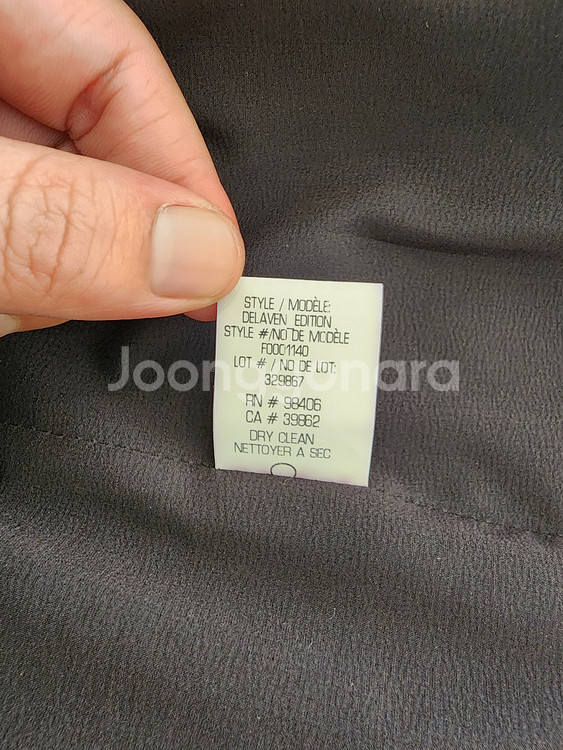 STYLE / MODÈLE:
DELAVEN EDITION
STYLE #/NO DE MODÈLE
F0001140
LOT # / NO DE LOT:
329867
RN # 98406
CA # 39862
DRY CLEAN
NETTOYER A SEC
Joonggonara